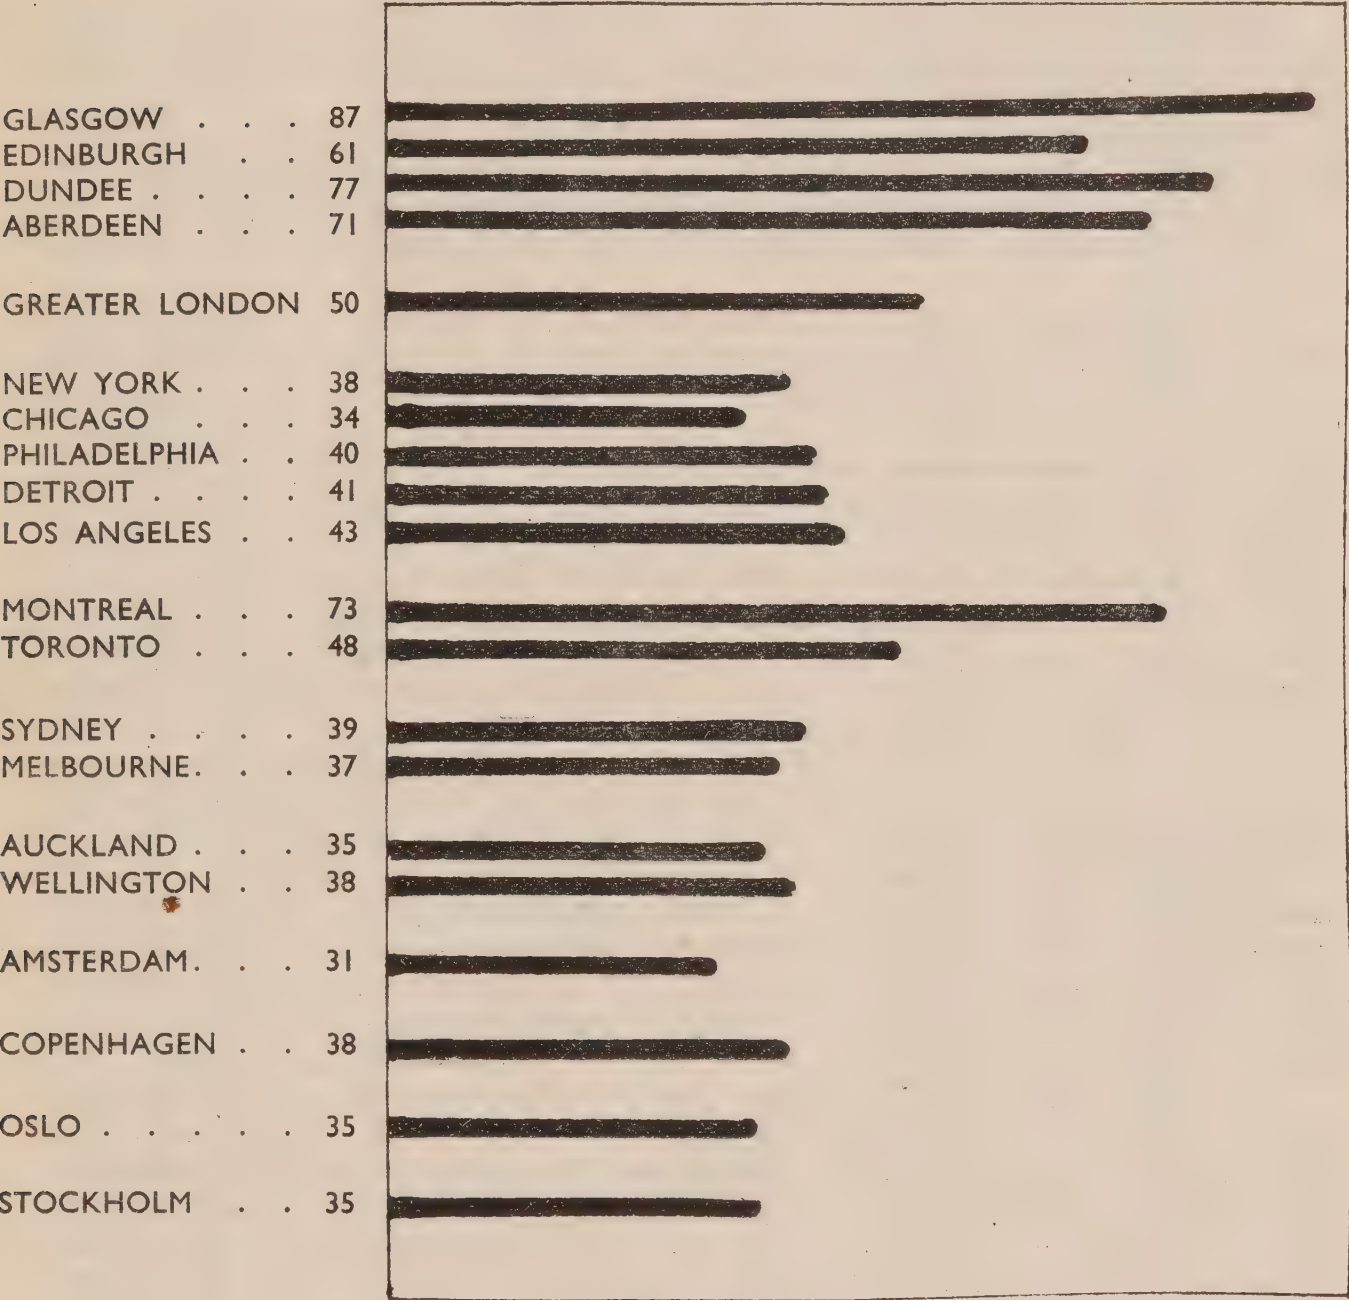 GLASGOW . . . 87
EDINBURGH . . 61
DUNDEE . . . . 77
ABERDEEN . . . 71
GREATER LONDON 50
NEW YORK . . . 38
CHICAGO . . . 34
PHILADELPHIA . . 40
DETROIT . . . . 41
LOS ANGELES . . 43
MONTREAL . . . 73
TORONTO . . . 48
SYDNEY . . . . 39
MELBOURNE. . . 37
AUCKLAND . . . 35
WELLINGTON . . 38
AMSTERDAM. . . 31
COPENHAGEN . . 38
OSLO . . . . . 35
STOCKHOLM . . 35